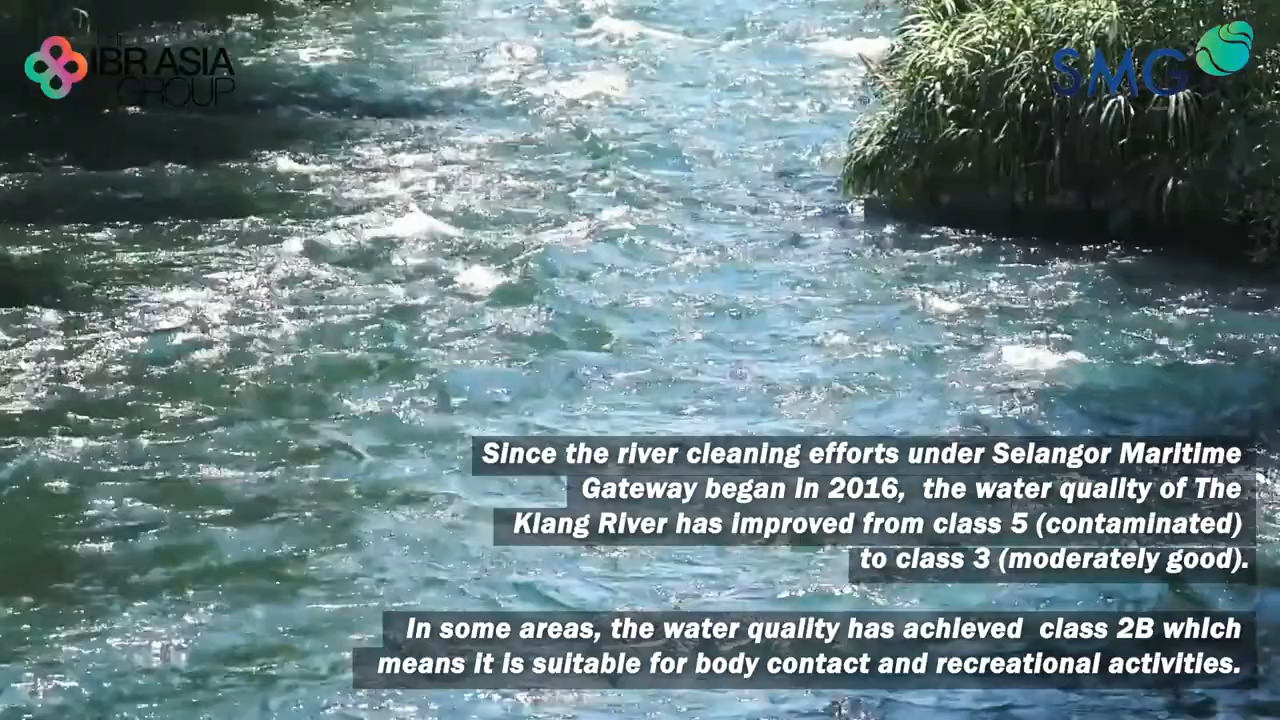 THE
IBR ASIA
GROUP
SMG
Since the river cleaning efforts under Selangor Maritime
Gateway began in 2016, the water quality of The
Klang River has improved from class 5 (contaminated)
to class 3 (moderately good).
In some areas, the water quality has achieved class 2B which
means it is suitable for body contact and recreational activities.